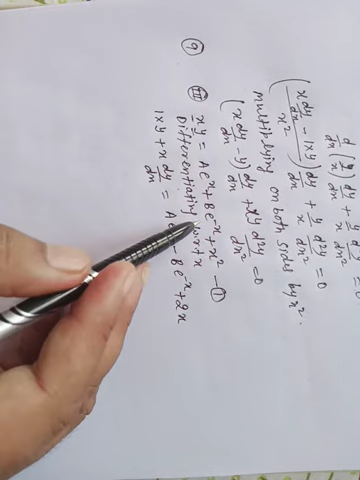 d/dx (y/x) dy/dx + y/x d²y/dx² = 0
(x dy/dx - 1xy / x²) dy/dx + y/x d²y/dx² = 0
multiplying on both sides by x².
(x dy/dx - y) dy/dx + xy d²y/dx² = 0
9 iii xy = Ae^x + Be^-x + x² - ①
Differentiating w.r.t x
1xy + x dy/dx = A - Be^-x + 2x